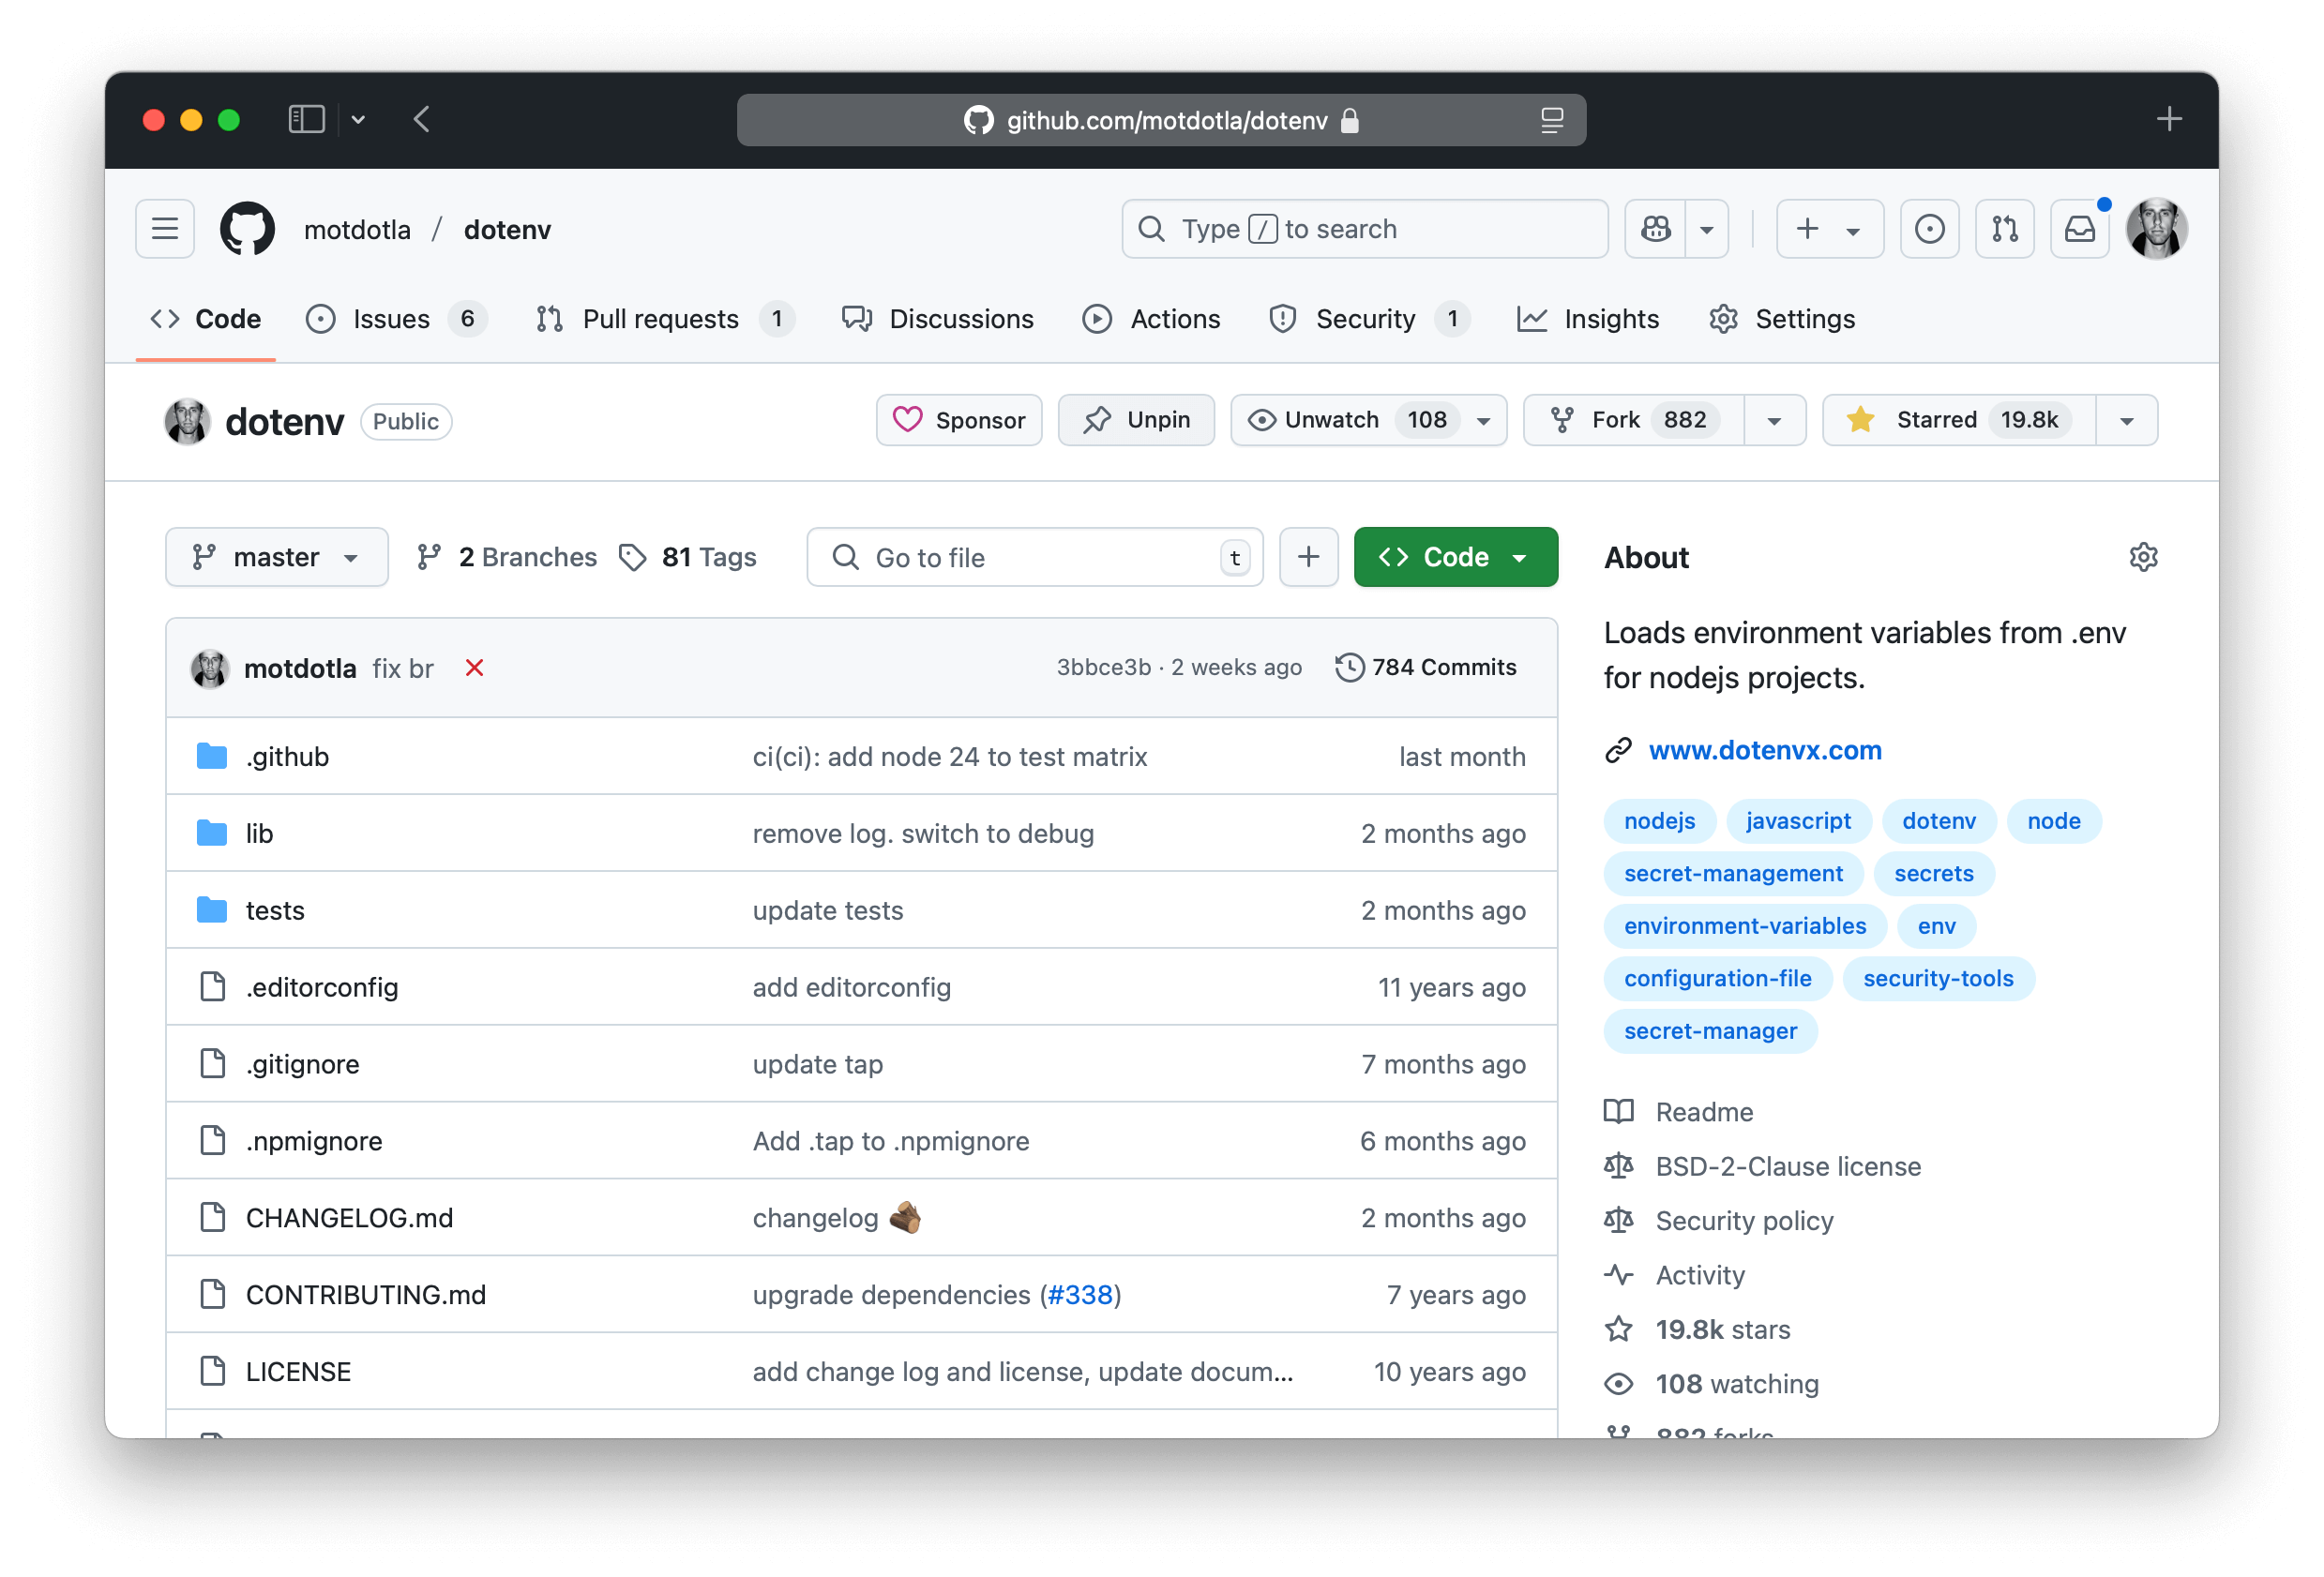 github.com/motdotla/dotenv
motdotla / dotenv
Type / to search
Code
Issues 6
Pull requests 1
Discussions
Actions
Security 1
Insights
Settings
dotenv Public
Sponsor
Unpin
Unwatch 108
Fork 882
Starred 19.8k
master
2 Branches
81 Tags
Go to file t
Code
motdotla fix br
3bbce3b · 2 weeks ago
784 Commits
.github ci(ci): add node 24 to test matrix last month
lib remove log. switch to debug 2 months ago
tests update tests 2 months ago
.editorconfig add editorconfig 11 years ago
.gitignore update tap 7 months ago
.npmignore Add .tap to .npmignore 6 months ago
CHANGELOG.md changelog 🪵 2 months ago
CONTRIBUTING.md upgrade dependencies (#338) 7 years ago
LICENSE add change log and license, update docum... 10 years ago
About
Loads environment variables from .env
for nodejs projects.
www.dotenvx.com
nodejs javascript dotenv node
secret-management secrets
environment-variables env
configuration-file security-tools
secret-manager
Readme
BSD-2-Clause license
Security policy
Activity
19.8k stars
108 watching
882 forks